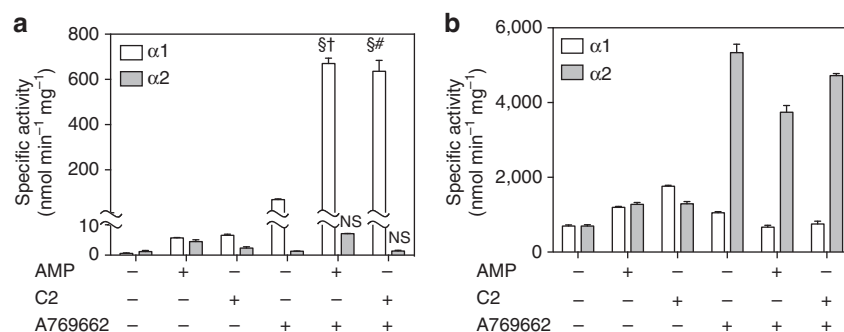 a
800
600
400
200
10
0
Specific activity
(nmol min⁻¹ mg⁻¹)
α1
α2
§†
§#
NS
NS
AMP – + – – + –
C2 – – + – – +
A769662 – – – + + +
b
6,000
4,000
2,000
0
Specific activity
(nmol min⁻¹ mg⁻¹)
α1
α2
AMP – + – – + –
C2 – – + – – +
A769662 – – – + + +